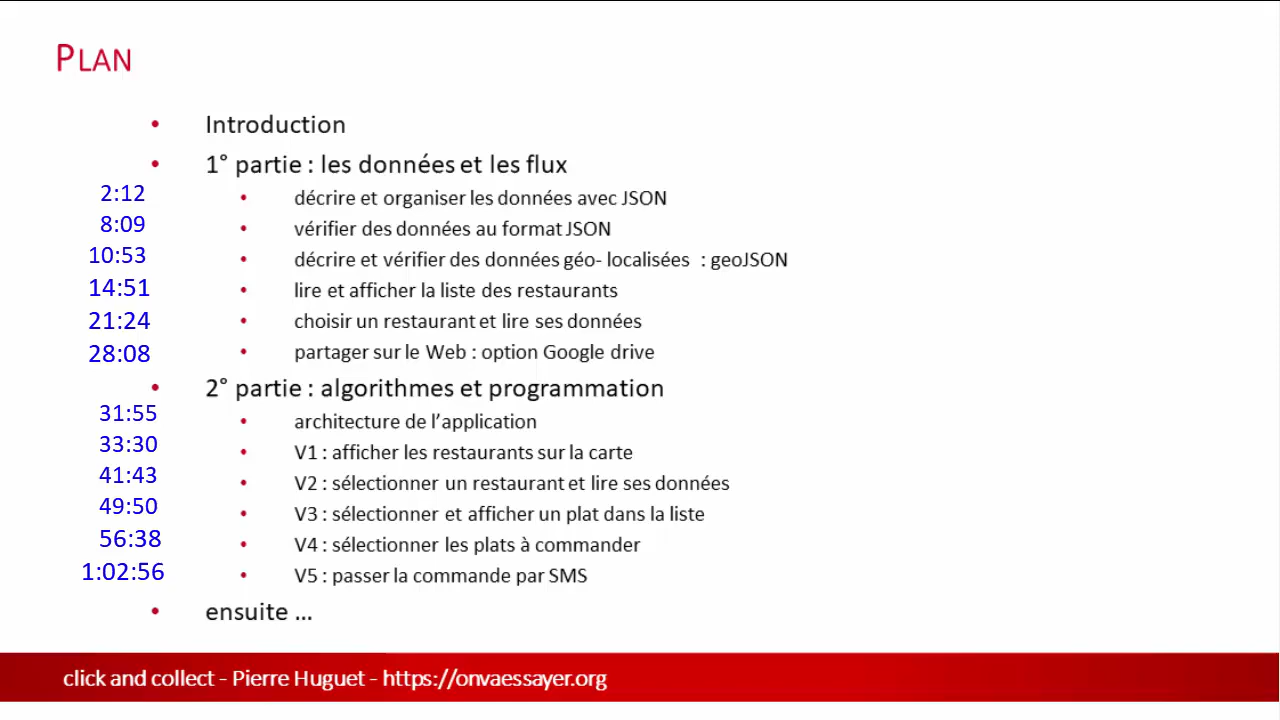 PLAN
• Introduction
• 1° partie : les données et les flux
2:12 • décrire et organiser les données avec JSON
8:09 • vérifier des données au format JSON
10:53 • décrire et vérifier des données géo- localisées : geoJSON
14:51 • lire et afficher la liste des restaurants
21:24 • choisir un restaurant et lire ses données
28:08 • partager sur le Web : option Google drive
• 2° partie : algorithmes et programmation
31:55 • architecture de l'application
33:30 • V1 : afficher les restaurants sur la carte
41:43 • V2 : sélectionner un restaurant et lire ses données
49:50 • V3 : sélectionner et afficher un plat dans la liste
56:38 • V4 : sélectionner les plats à commander
1:02:56 • V5 : passer la commande par SMS
• ensuite ...
click and collect - Pierre Huguet - https://onvaessayer.org